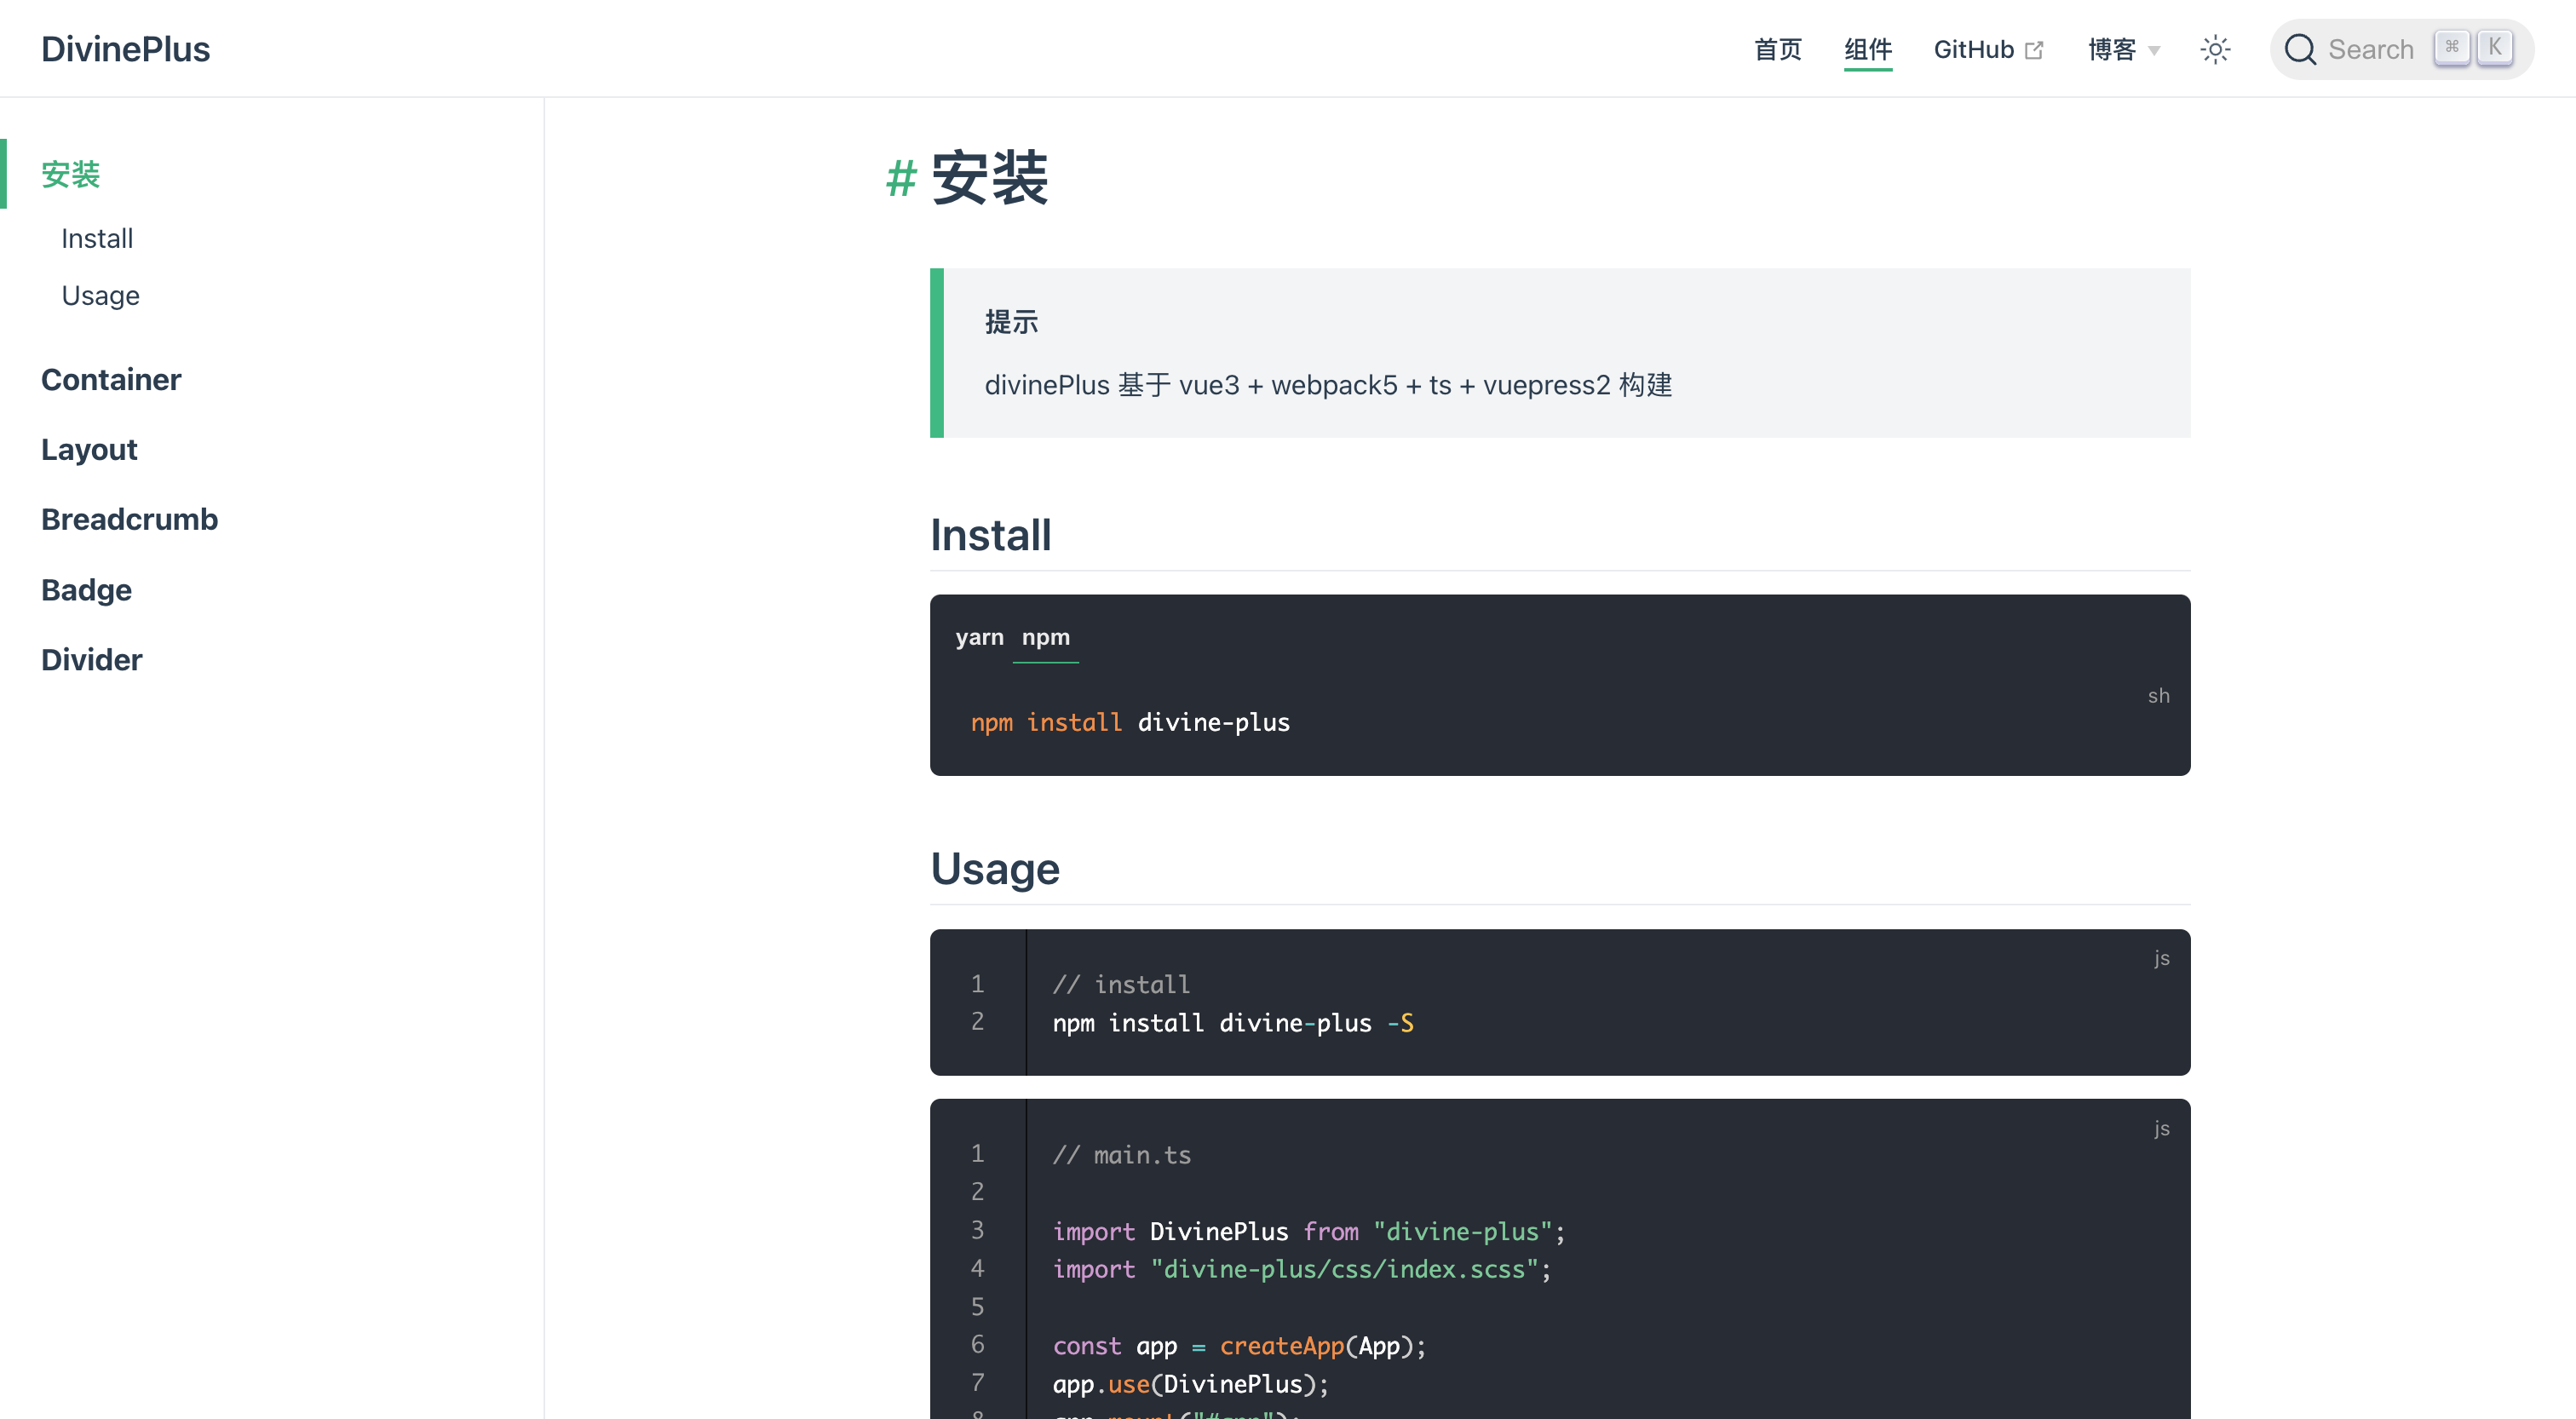 DivinePlus
首页 组件 GitHub 博客 Search ⌘ K
安装
Install
Usage
Container
Layout
Breadcrumb
Badge
Divider
# 安装
提示
divinePlus 基于 vue3 + webpack5 + ts + vuepress2 构建
Install
yarn npm
sh
npm install divine-plus
Usage
js
1 // install
2 npm install divine-plus -S
js
1 // main.ts
2
3 import DivinePlus from "divine-plus";
4 import "divine-plus/css/index.scss";
5
6 const app = createApp(App);
7 app.use(DivinePlus);